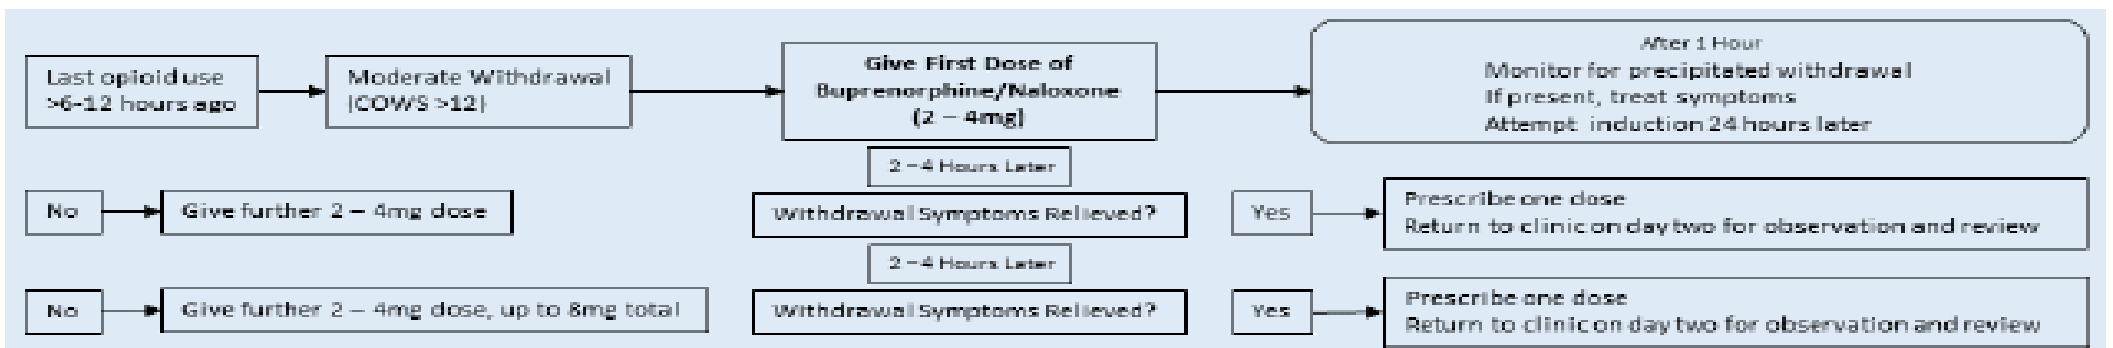 Last opioid use
>6-12 hours ago
Moderate Withdrawal
(COWS >12)
Give First Dose of
Buprenorphine/Naloxone
(2 – 4mg)
After 1 Hour
Monitor for precipitated withdrawal
If present, treat symptoms
Attempt induction 24 hours later
2 – 4 Hours Later
No
Give further 2 – 4mg dose
Withdrawal Symptoms Relieved?
Yes
Prescribe one dose
Return to clinic on day two for observation and review
2 – 4 Hours Later
No
Give further 2 – 4mg dose, up to 8mg total
Withdrawal Symptoms Relieved?
Yes
Prescribe one dose
Return to clinic on day two for observation and review